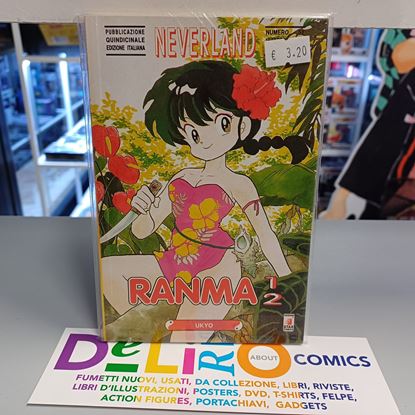 PUBBLICAZIONE
QUINDICINALE
EDIZIONE ITALIANA
NEVERLAND
NUMERO
€ 3.20
RANMA 1/2
UKYO
STAR
DeLIRO ABOUT COMICS
FUMETTI NUOVI, USATI, DA COLLEZIONE, LIBRI, RIVISTE,
LIBRI D'ILLUSTRAZIONI, POSTERS, DVD, T-SHIRTS, FELPE,
ACTION FIGURES, PORTACHIAVI, GADGETS